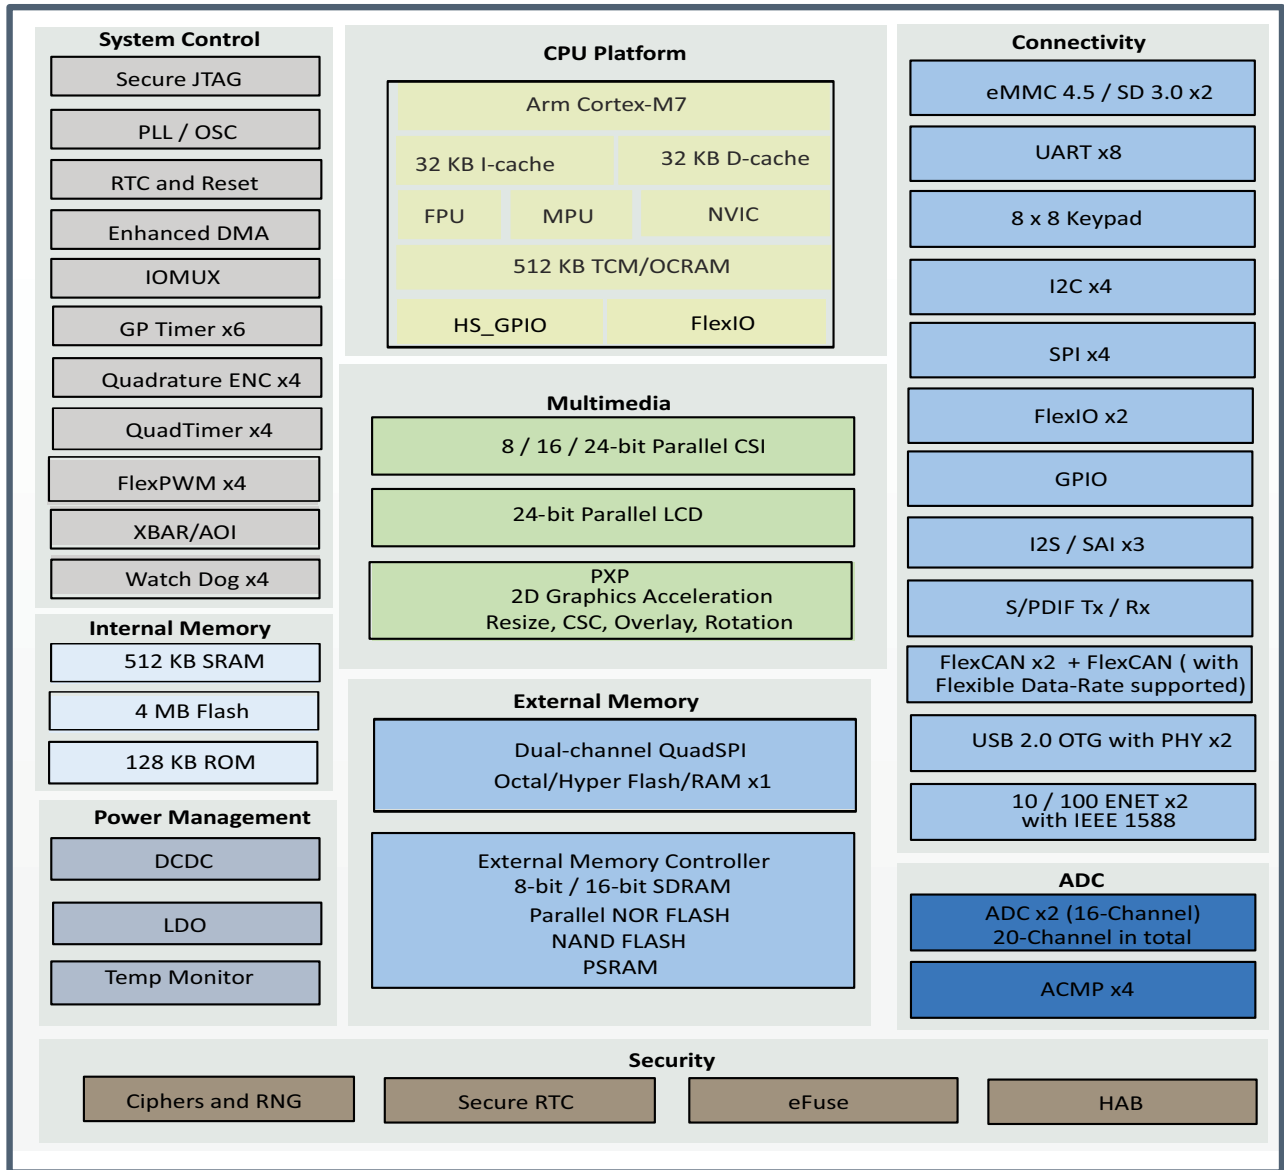 System Control
Secure JTAG
PLL / OSC
RTC and Reset
Enhanced DMA
IOMUX
GP Timer x6
Quadrature ENC x4
QuadTimer x4
FlexPWM x4
XBAR/AOI
Watch Dog x4
Internal Memory
512 KB SRAM
4 MB Flash
128 KB ROM
Power Management
DCDC
LDO
Temp Monitor
CPU Platform
Arm Cortex-M7
32 KB I-cache
32 KB D-cache
FPU
MPU
NVIC
512 KB TCM/OCRAM
HS_GPIO
FlexIO
Multimedia
8 / 16 / 24-bit Parallel CSI
24-bit Parallel LCD
PXP
2D Graphics Acceleration
Resize, CSC, Overlay, Rotation
External Memory
Dual-channel QuadSPI
Octal/Hyper Flash/RAM x1
External Memory Controller
8-bit / 16-bit SDRAM
Parallel NOR FLASH
NAND FLASH
PSRAM
Connectivity
eMMC 4.5 / SD 3.0 x2
UART x8
8 x 8 Keypad
I2C x4
SPI x4
FlexIO x2
GPIO
I2S / SAI x3
S/PDIF Tx / Rx
FlexCAN x2 + FlexCAN ( with
Flexible Data-Rate supported)
USB 2.0 OTG with PHY x2
10 / 100 ENET x2
with IEEE 1588
ADC
ADC x2 (16-Channel)
20-Channel in total
ACMP x4
Security
Ciphers and RNG
Secure RTC
eFuse
HAB